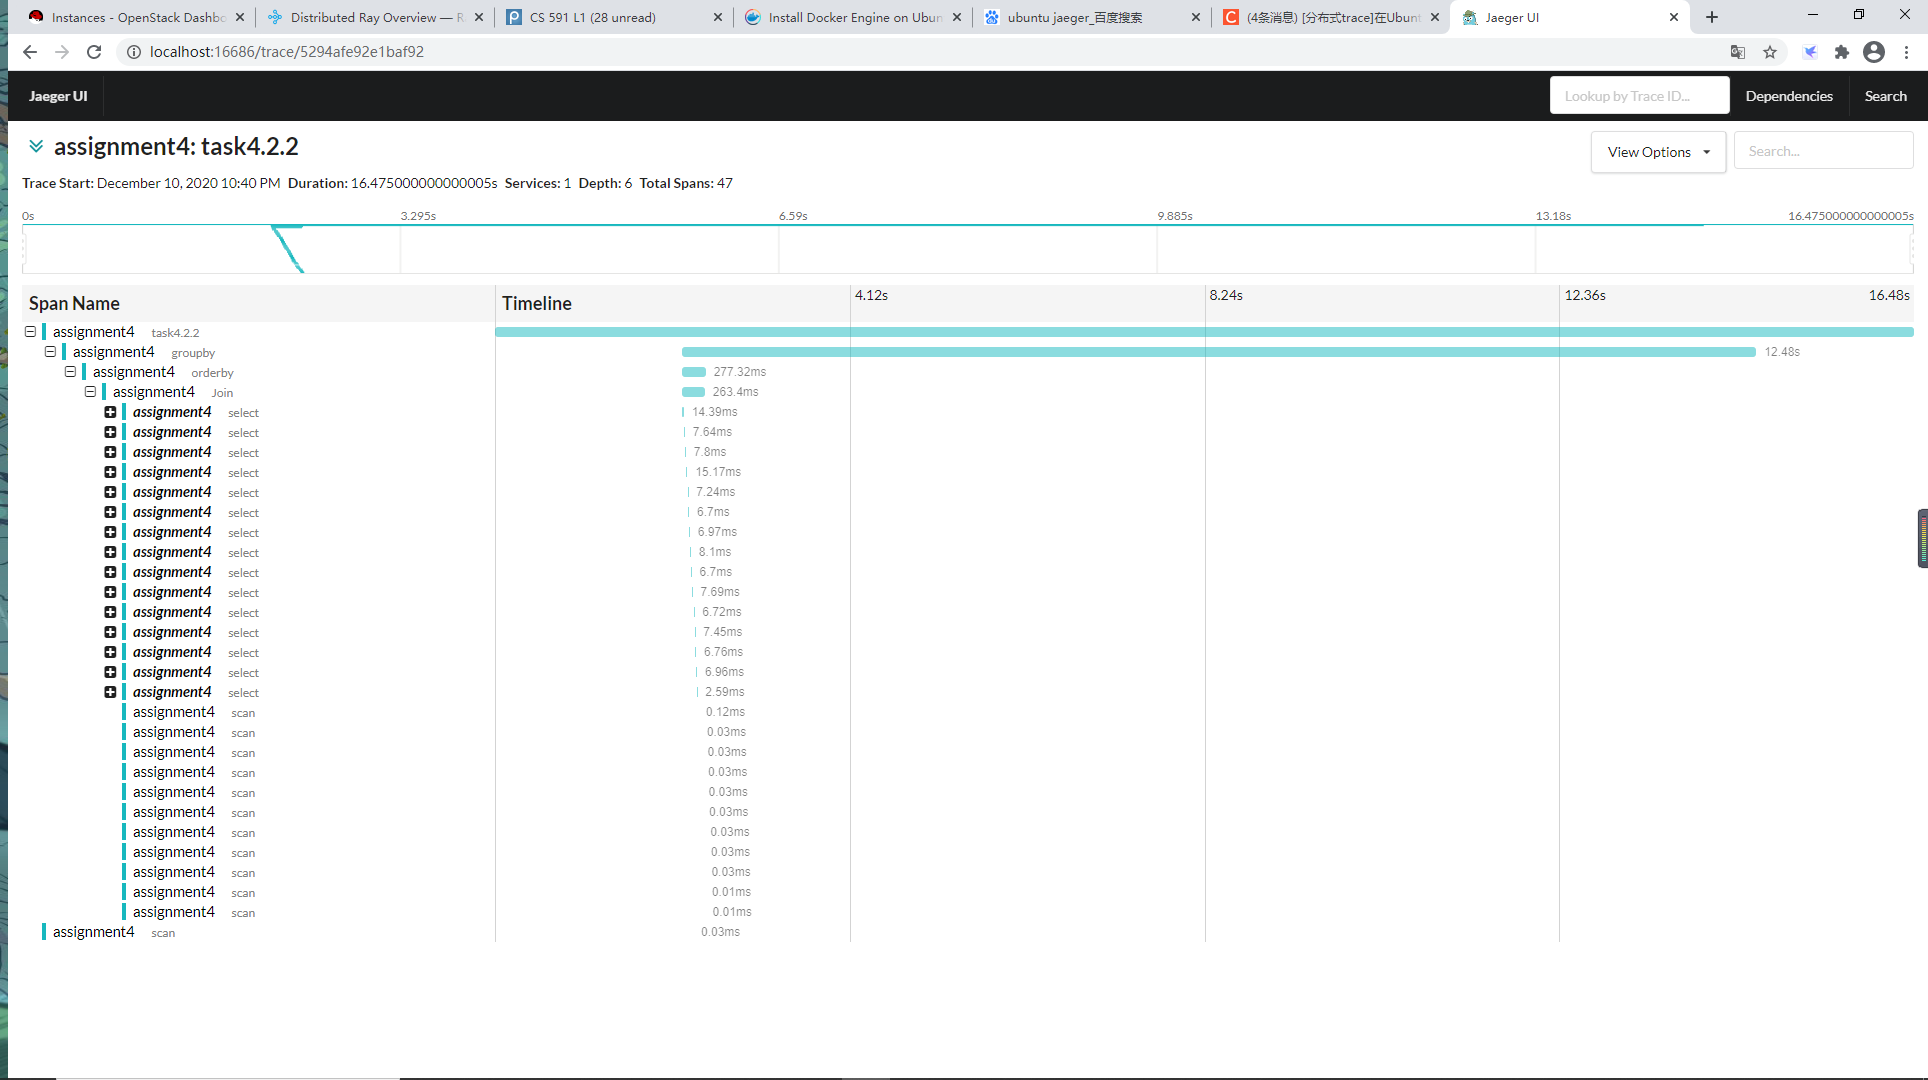 Instances - OpenStack Dashbo
Distributed Ray Overview — R
CS 591 L1 (28 unread)
Install Docker Engine on Ubun
ubuntu jaeger_百度搜索
(4条消息) [分布式trace]在Ubunt
Jaeger UI
localhost:16686/trace/5294afe92e1baf92
Jaeger UI
Lookup by Trace ID...
Dependencies
Search
assignment4: task4.2.2
View Options
Search...
Trace Start: December 10, 2020 10:40 PM Duration: 16.475000000000005s Services: 1 Depth: 6 Total Spans: 47
0s 3.295s 6.59s 9.885s 13.18s 16.475000000000005s
Span Name Timeline 4.12s 8.24s 12.36s 16.48s
assignment4 task4.2.2
assignment4 groupby 12.48s
assignment4 orderby 277.32ms
assignment4 Join 263.4ms
assignment4 select 14.39ms
assignment4 select 7.64ms
assignment4 select 7.8ms
assignment4 select 15.17ms
assignment4 select 7.24ms
assignment4 select 6.7ms
assignment4 select 6.97ms
assignment4 select 8.1ms
assignment4 select 6.7ms
assignment4 select 7.69ms
assignment4 select 6.72ms
assignment4 select 7.45ms
assignment4 select 6.76ms
assignment4 select 6.96ms
assignment4 select 2.59ms
assignment4 scan 0.12ms
assignment4 scan 0.03ms
assignment4 scan 0.03ms
assignment4 scan 0.03ms
assignment4 scan 0.03ms
assignment4 scan 0.03ms
assignment4 scan 0.03ms
assignment4 scan 0.03ms
assignment4 scan 0.03ms
assignment4 scan 0.01ms
assignment4 scan 0.01ms
assignment4 scan 0.03ms